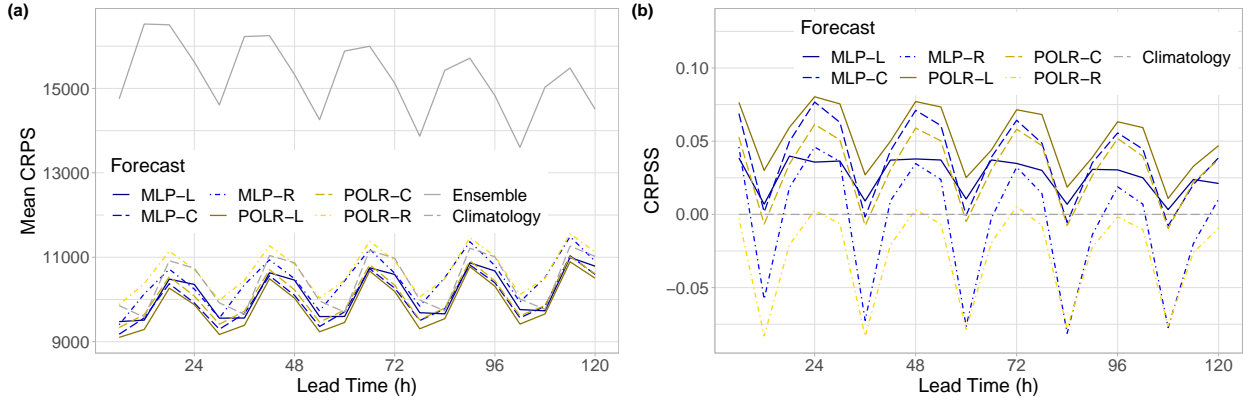 (a)
Mean CRPS
15000
13000
11000
9000
Forecast
MLP−L MLP−R POLR−C Ensemble
MLP−C POLR−L POLR−R Climatology
24 48 72 96 120
Lead Time (h)
(b)
CRPSS
0.10
0.05
0.00
−0.05
Forecast
MLP−L MLP−R POLR−C Climatology
MLP−C POLR−L POLR−R
24 48 72 96 120
Lead Time (h)